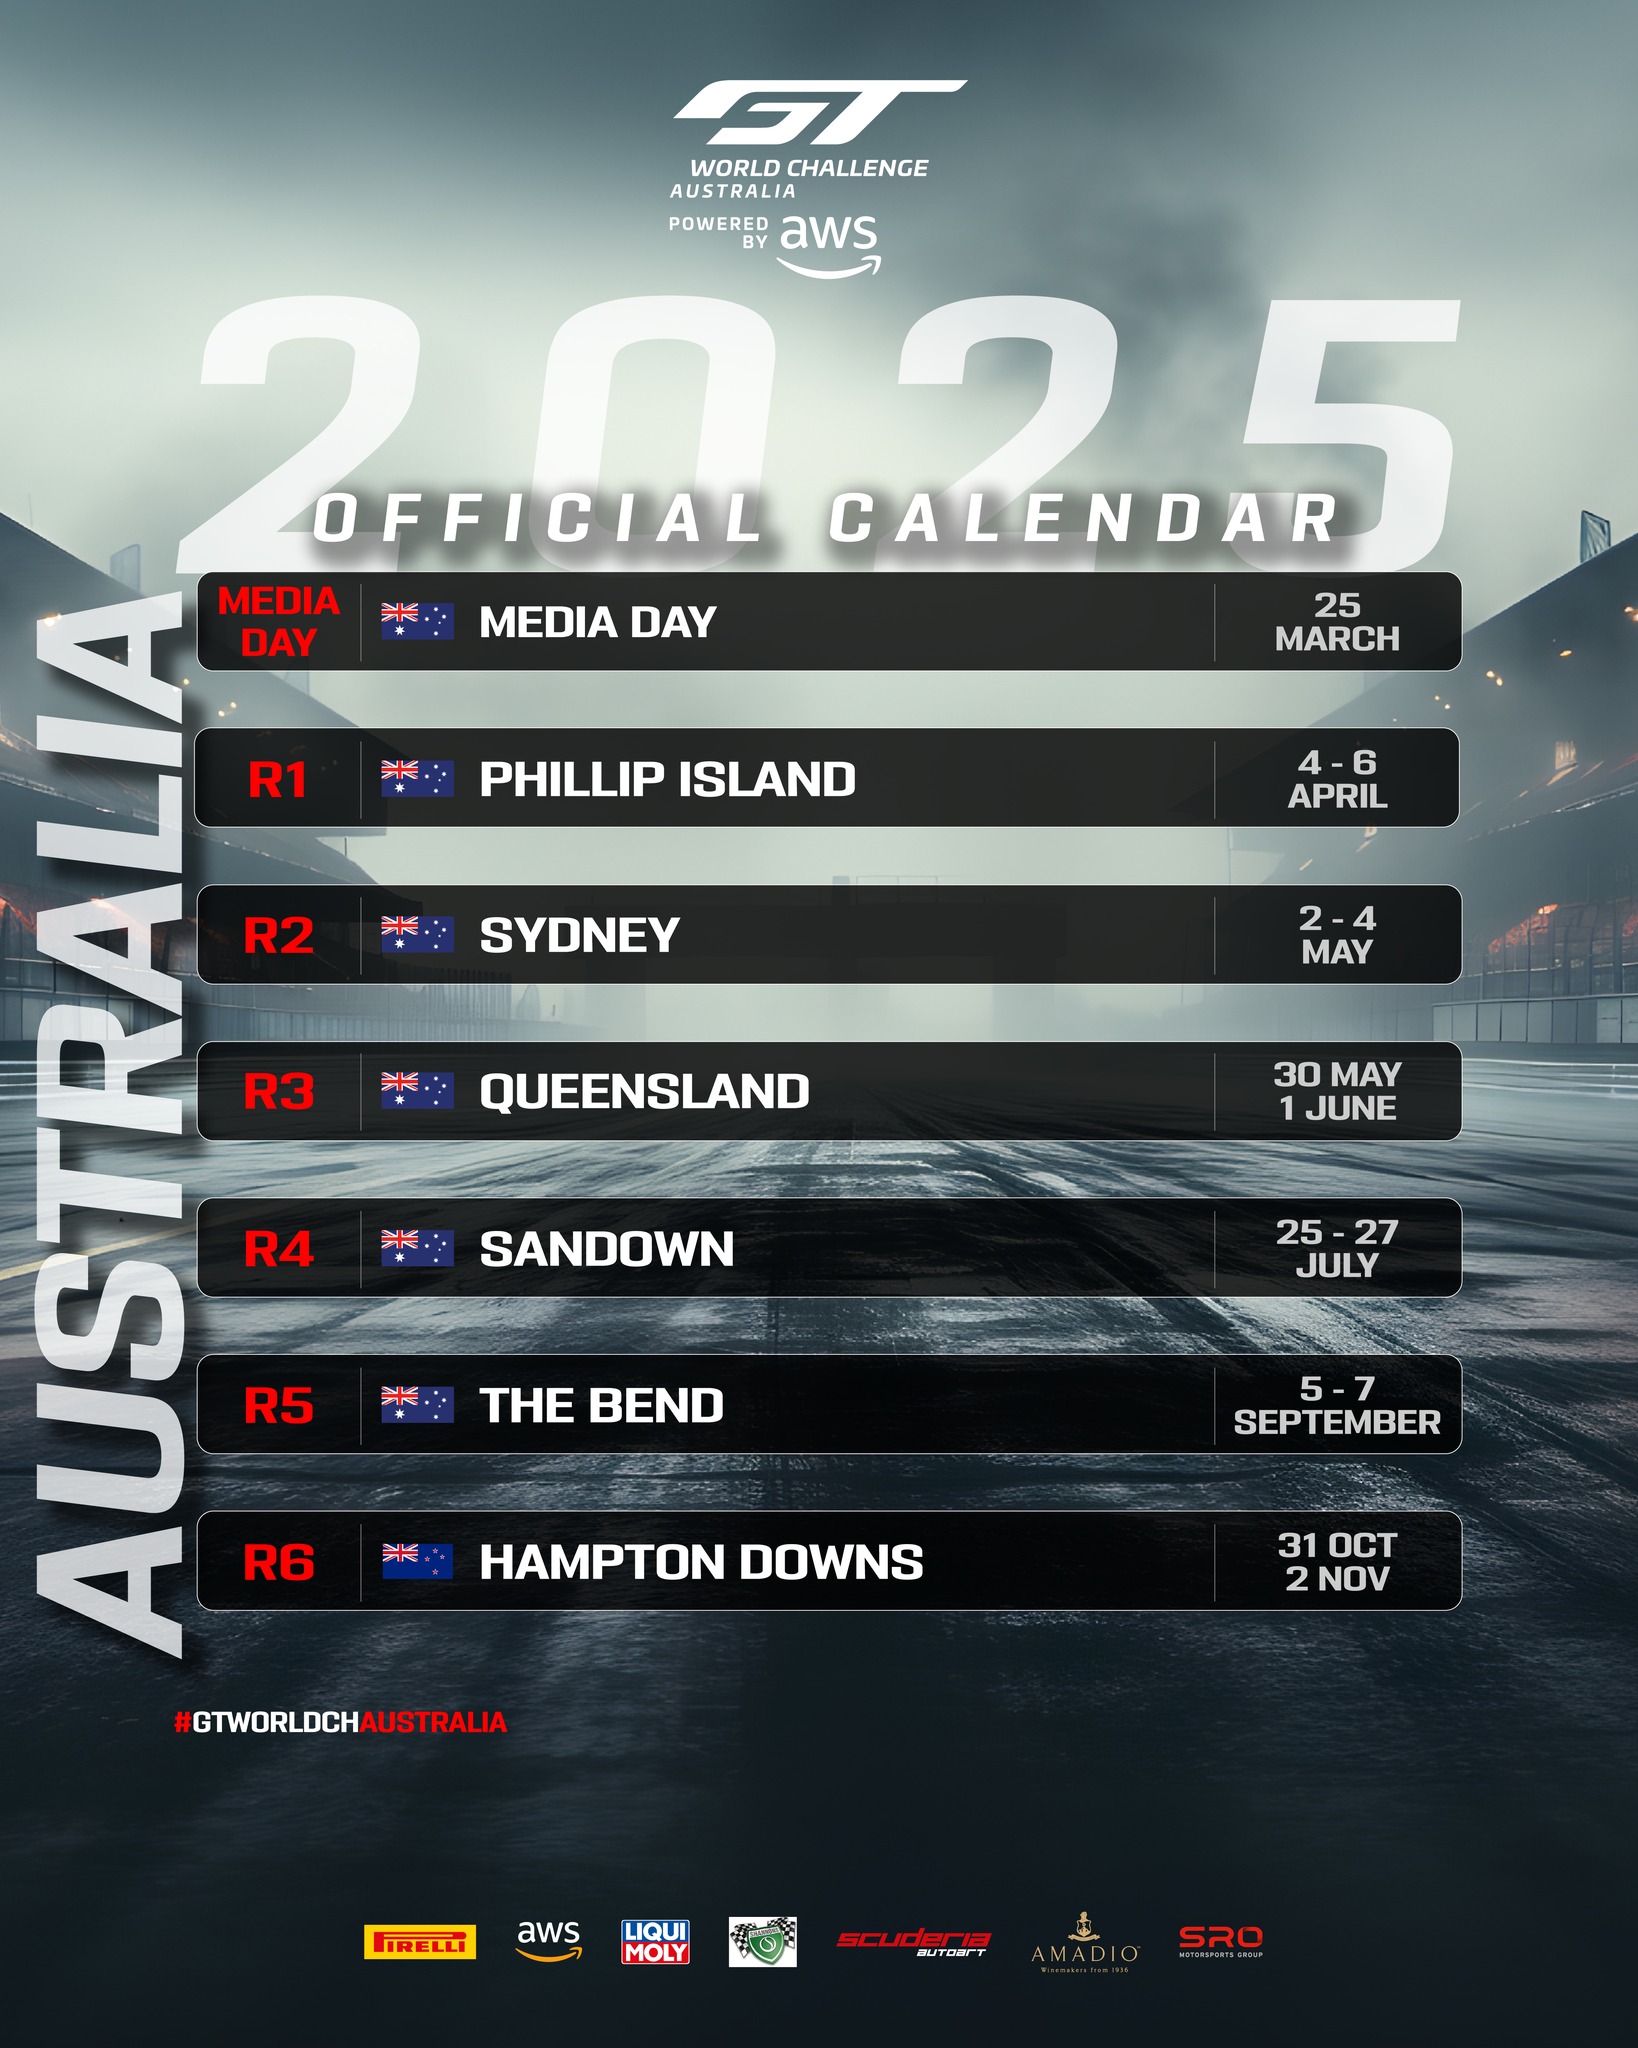 GT
WORLD CHALLENGE
AUSTRALIA
POWERED
BY aws
2025
OFFICIAL CALENDAR
AUSTRALIA
MEDIA
DAY
MEDIA DAY
25
MARCH
R1
PHILLIP ISLAND
4 - 6
APRIL
R2
SYDNEY
2 - 4
MAY
R3
QUEENSLAND
30 MAY
1 JUNE
R4
SANDOWN
25 - 27
JULY
R5
THE BEND
5 - 7
SEPTEMBER
R6
HAMPTON DOWNS
31 OCT
2 NOV
#GTWORLDCHAUSTRALIA
PIRELLI
aws
LIQUI
MOLY
SHANNONS
S
scuderia
autoart
AMADIO
Winemakers from 1936
SRO
MOTORSPORTS GROUP